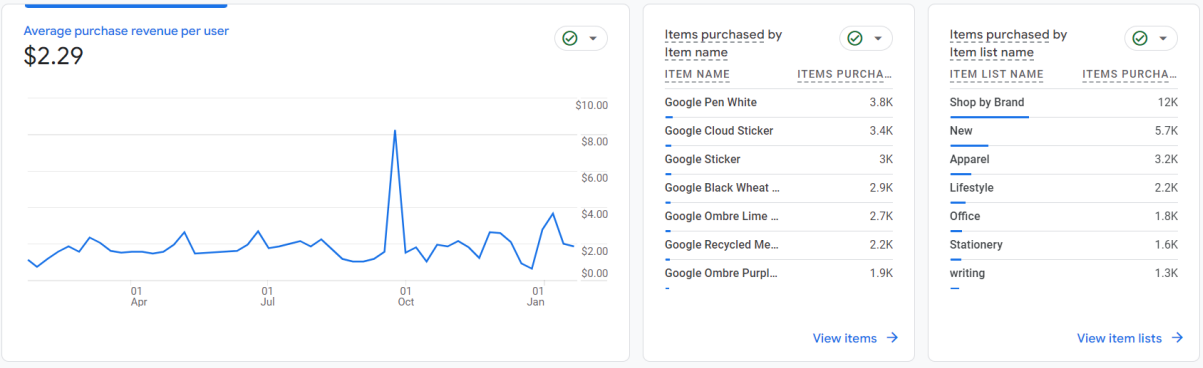 Average purchase revenue per user
$2.29
$10.00
$8.00
$6.00
$4.00
$2.00
$0.00
01 01 01 01
Apr Jul Oct Jan
Items purchased by
Item name
ITEM NAME ITEMS PURCHA...
Google Pen White 3.8K
Google Cloud Sticker 3.4K
Google Sticker 3K
Google Black Wheat ... 2.9K
Google Ombre Lime ... 2.7K
Google Recycled Me... 2.2K
Google Ombre Purpl... 1.9K
View items →
Items purchased by
Item list name
ITEM LIST NAME ITEMS PURCHA...
Shop by Brand 12K
New 5.7K
Apparel 3.2K
Lifestyle 2.2K
Office 1.8K
Stationery 1.6K
writing 1.3K
View item lists →